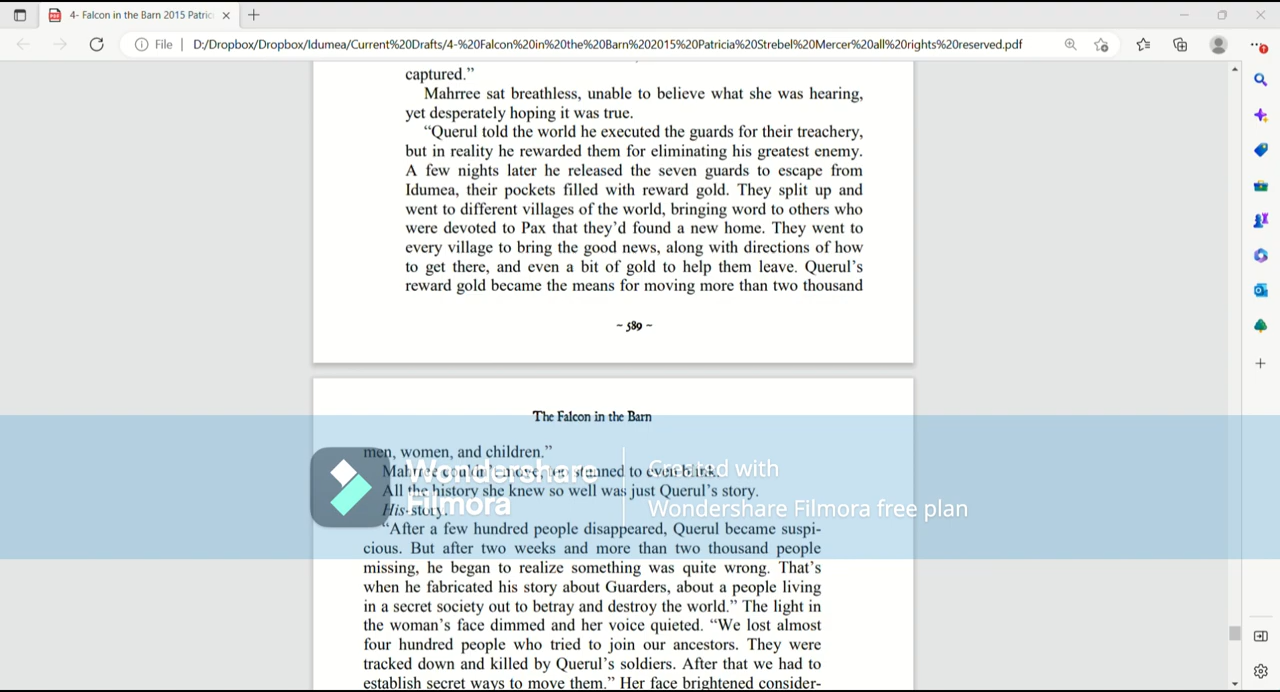 4- Falcon in the Barn 2015 Patric
File
D:/Dropbox/Dropbox/Idumea/Current%20Drafts/4-%20Falcon%20in%20the%20Barn%202015%20Patricia%20Strebel%20Mercer%20all%20rights%20reserved.pdf
captured.”
Mahrree sat breathless, unable to believe what she was hearing,
yet desperately hoping it was true.
“Querul told the world he executed the guards for their treachery,
but in reality he rewarded them for eliminating his greatest enemy.
A few nights later he released the seven guards to escape from
Idumea, their pockets filled with reward gold. They split up and
went to different villages of the world, bringing word to others who
were devoted to Pax that they’d found a new home. They went to
every village to bring the good news, along with directions of how
to get there, and even a bit of gold to help them leave. Querul’s
reward gold became the means for moving more than two thousand
~ 589 ~
The Falcon in the Barn
men, women, and children.”
Mahrree couldn’t move, too stunned to even blink.
All the history she knew so well was just Querul’s story.
His-story.
“After a few hundred people disappeared, Querul became suspi-
cious. But after two weeks and more than two thousand people
missing, he began to realize something was quite wrong. That’s
when he fabricated his story about Guarders, about a people living
in a secret society out to betray and destroy the world.” The light in
the woman’s face dimmed and her voice quieted. “We lost almost
four hundred people who tried to join our ancestors. They were
tracked down and killed by Querul’s soldiers. After that we had to
establish secret ways to move them.” Her face brightened consider-
Wondershare
Filmora
Created with
Wondershare Filmora free plan